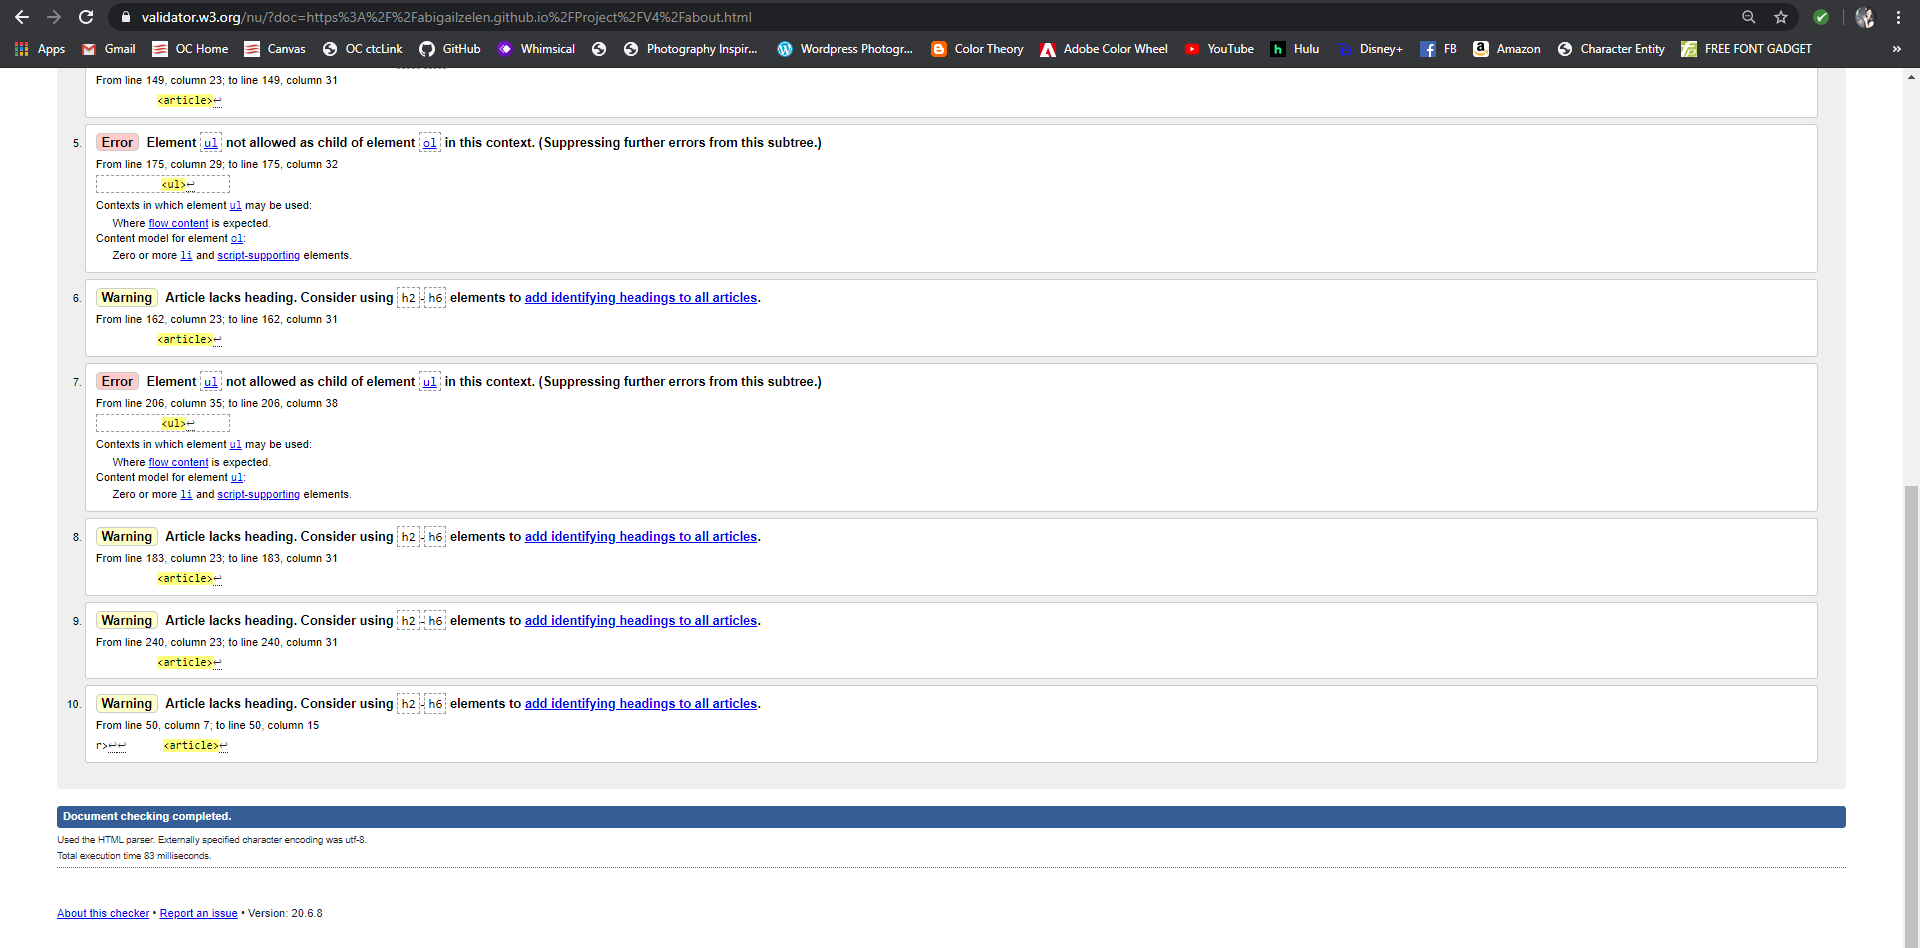 validator.w3.org/nu/?doc=https%3A%2F%2Fabigailzelen.github.io%2FProject%2FV4%2Fabout.html
Apps Gmail OC Home Canvas OC ctcLink GitHub Whimsical Photography Inspir... Wordpress Photogr... Color Theory Adobe Color Wheel YouTube Hulu Disney+ FB Amazon Character Entity FREE FONT GADGET »
From line 149, column 23; to line 149, column 31
<article>↩
5. Error Element ul not allowed as child of element ol in this context. (Suppressing further errors from this subtree.)
From line 175, column 29; to line 175, column 32
<ul>↩
Contexts in which element ul may be used:
Where flow content is expected.
Content model for element ol:
Zero or more li and script-supporting elements.
6. Warning Article lacks heading. Consider using h2-h6 elements to add identifying headings to all articles.
From line 162, column 23; to line 162, column 31
<article>↩
7. Error Element ul not allowed as child of element ul in this context. (Suppressing further errors from this subtree.)
From line 206, column 35; to line 206, column 38
<ul>↩
Contexts in which element ul may be used:
Where flow content is expected.
Content model for element ul:
Zero or more li and script-supporting elements.
8. Warning Article lacks heading. Consider using h2-h6 elements to add identifying headings to all articles.
From line 183, column 23; to line 183, column 31
<article>↩
9. Warning Article lacks heading. Consider using h2-h6 elements to add identifying headings to all articles.
From line 240, column 23; to line 240, column 31
<article>↩
10. Warning Article lacks heading. Consider using h2-h6 elements to add identifying headings to all articles.
From line 50, column 7; to line 50, column 15
r>↩↩ <article>↩
Document checking completed.
Used the HTML parser. Externally specified character encoding was utf-8.
Total execution time 83 milliseconds.
About this checker • Report an issue • Version: 20.6.8